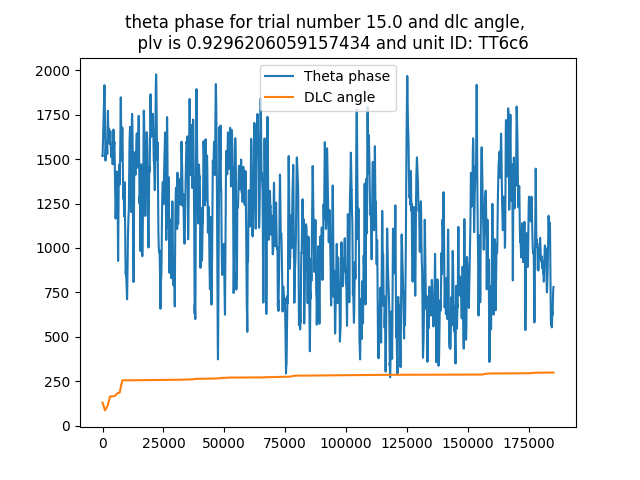 theta phase for trial number 15.0 and dlc angle,
plv is 0.9296206059157434 and unit ID: TT6c6
Theta phase
DLC angle
2000
1750
1500
1250
1000
750
500
250
0
0 25000 50000 75000 100000 125000 150000 175000